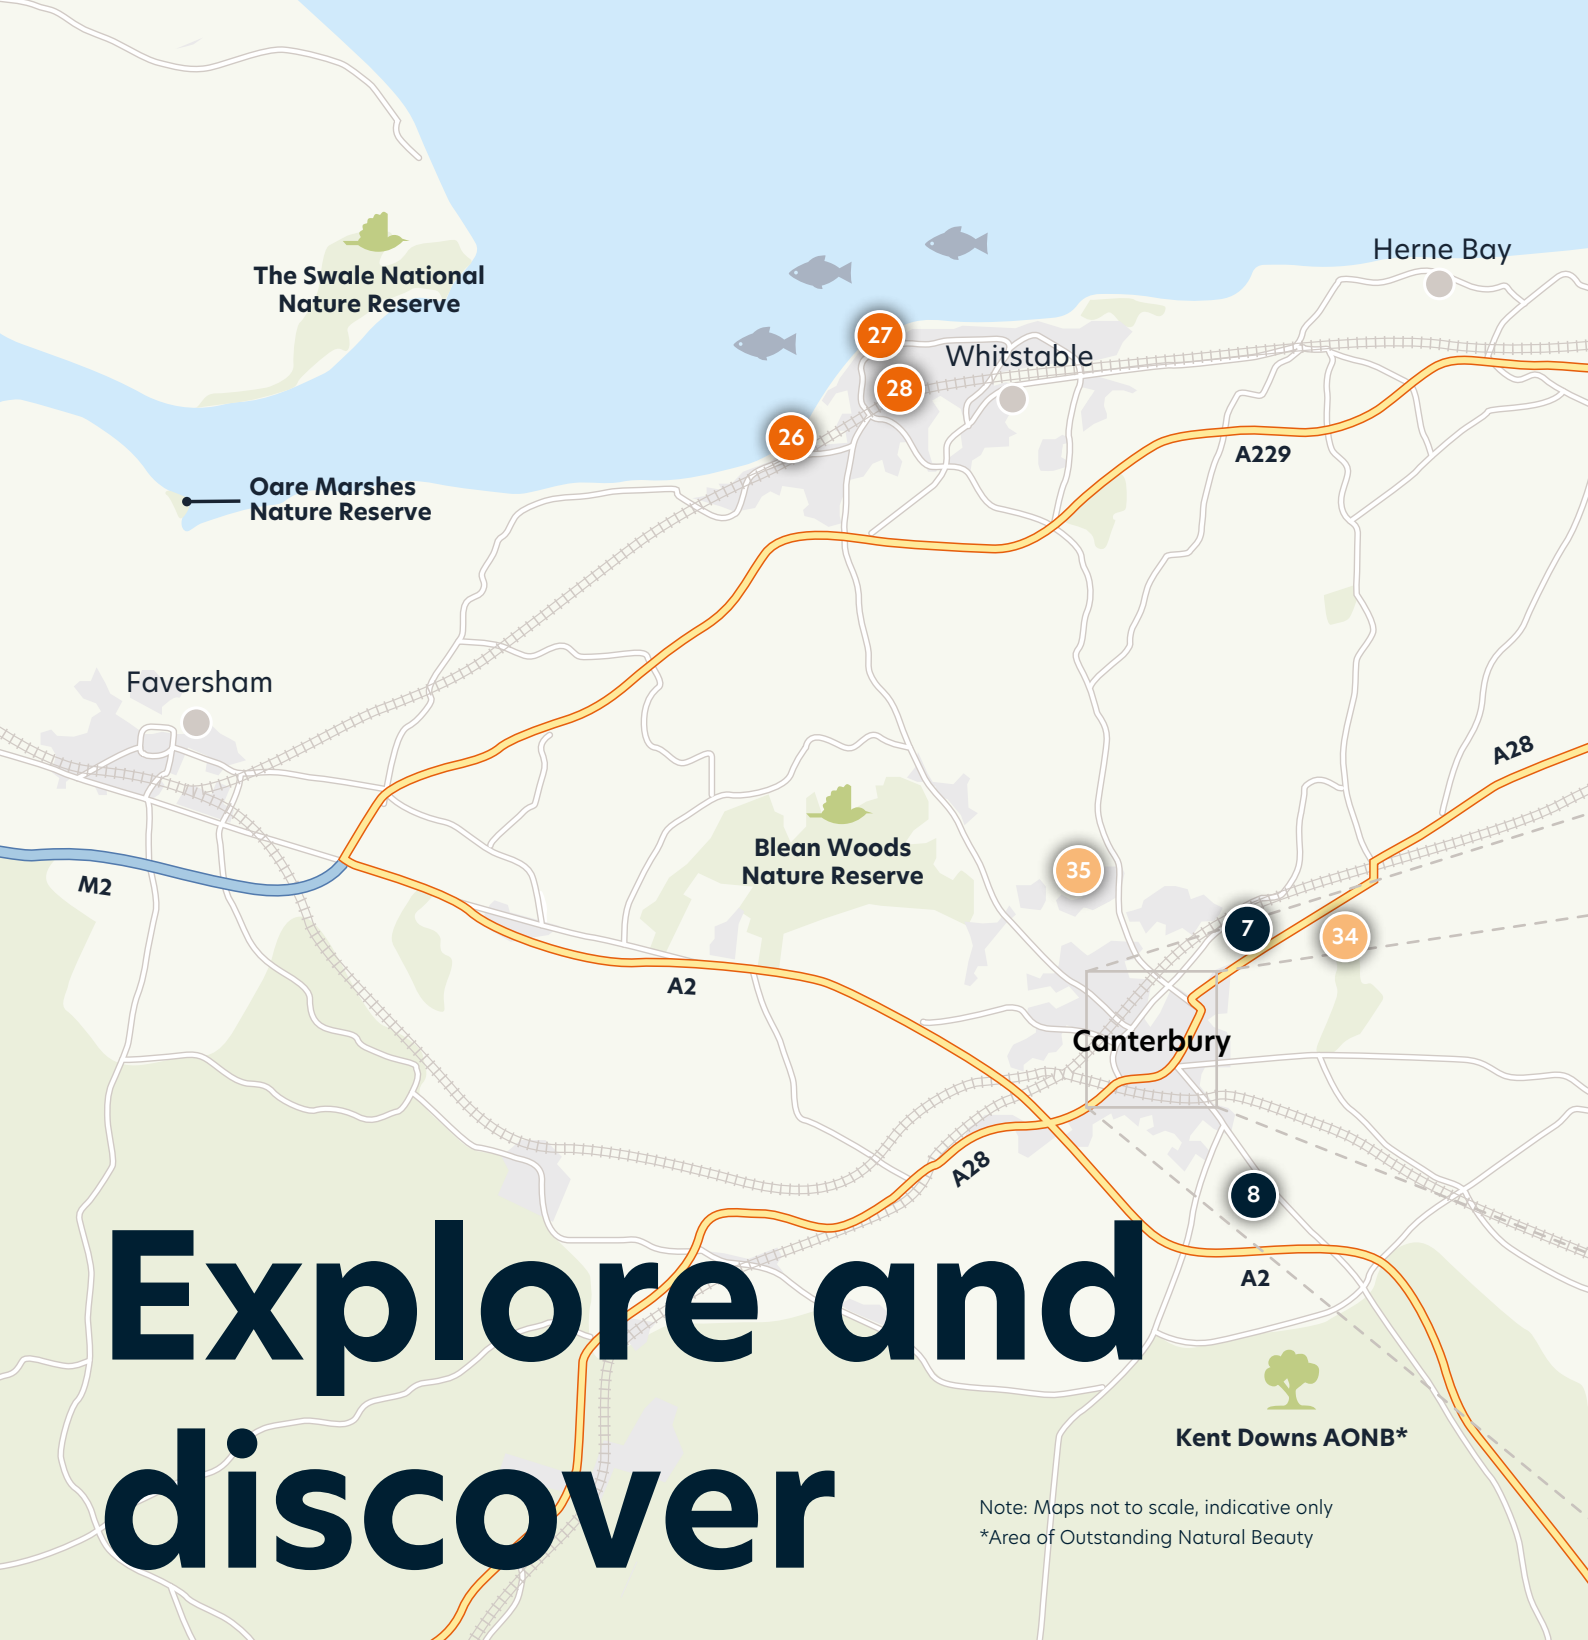 Herne Bay
The Swale National
Nature Reserve
27
Whitstable
28
26
A229
Oare Marshes
Nature Reserve
Faversham
A28
Blean Woods
Nature Reserve
35
M2
7
34
A2
Canterbury
A28
8
A2
Explore and
discover
Kent Downs AONB*
Note: Maps not to scale, indicative only
*Area of Outstanding Natural Beauty